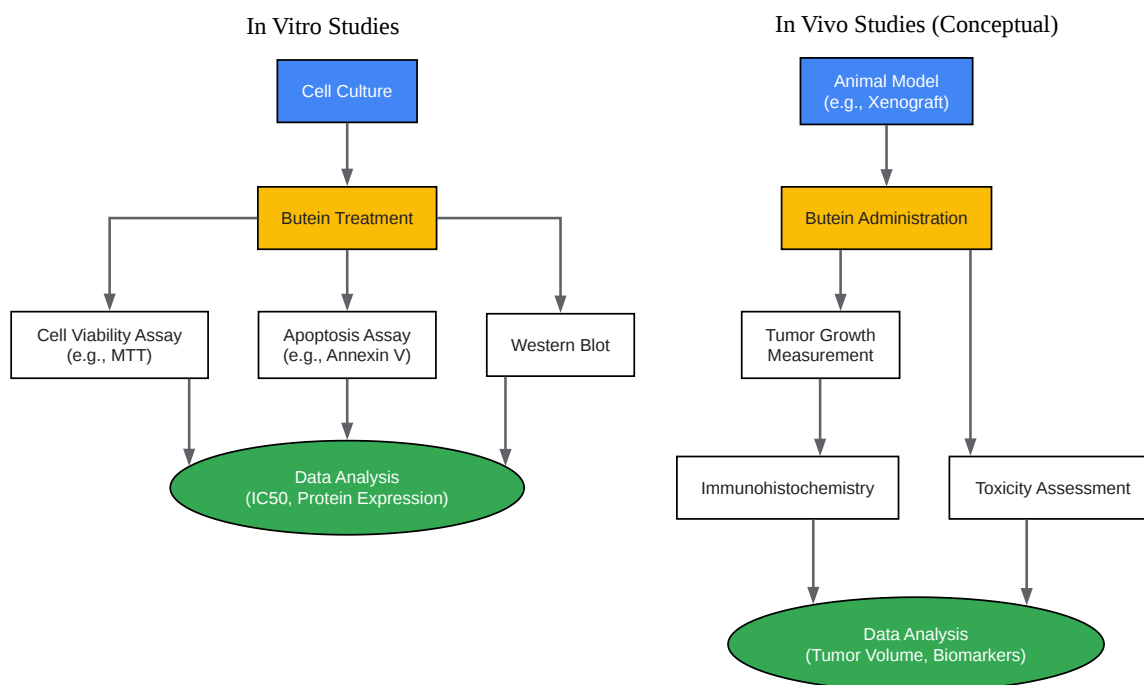 In Vitro Studies
Cell Culture
Butein Treatment
Cell Viability Assay
(e.g., MTT)
Apoptosis Assay
(e.g., Annexin V)
Western Blot
Data Analysis
(IC50, Protein Expression)
In Vivo Studies (Conceptual)
Animal Model
(e.g., Xenograft)
Butein Administration
Tumor Growth
Measurement
Immunohistochemistry
Toxicity Assessment
Data Analysis
(Tumor Volume, Biomarkers)